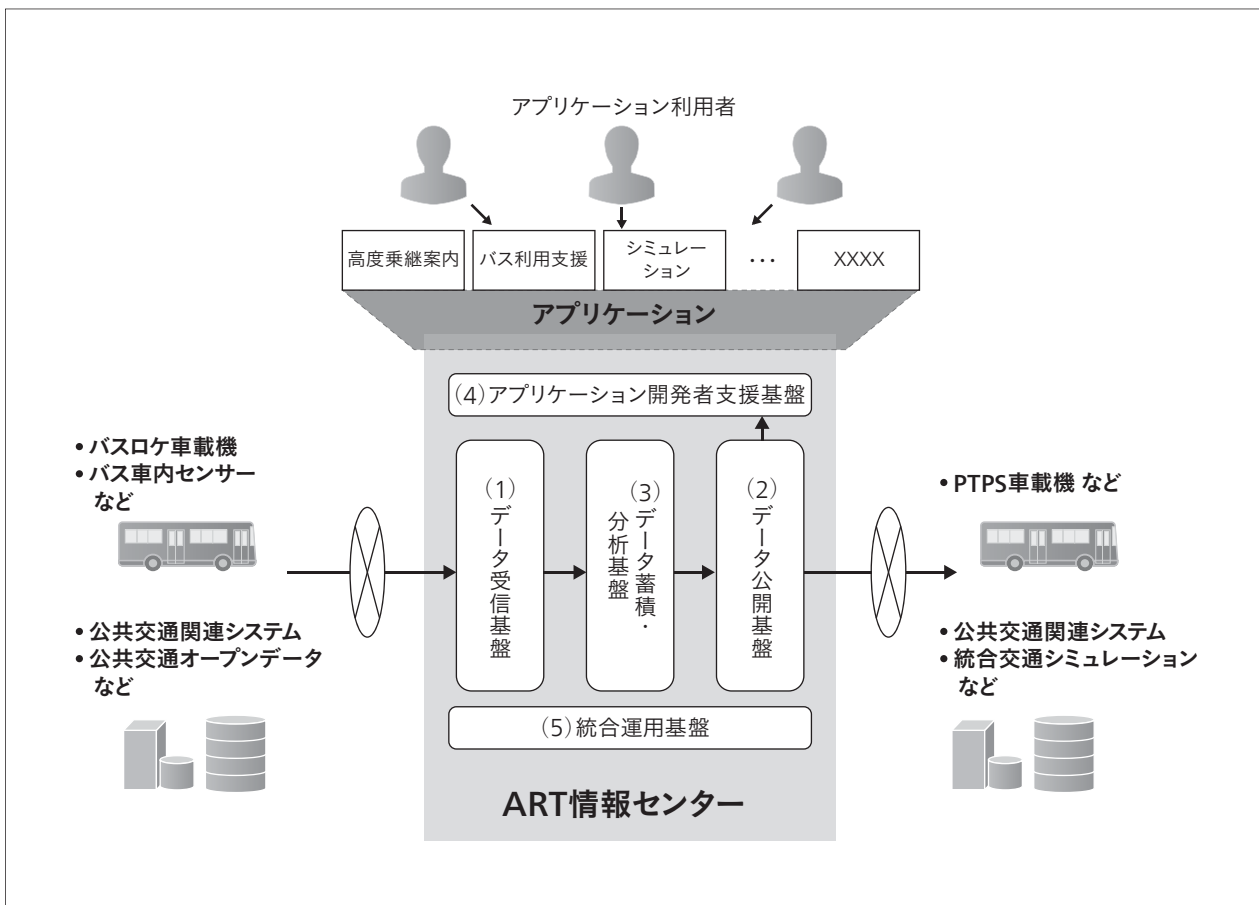 アプリケーション利用者
高度乗継案内
バス利用支援
シミュレー
ション
…
XXXX
アプリケーション
(4)アプリケーション開発者支援基盤
• バスロケ車載機
• バス車内センサー
など
• 公共交通関連システム
• 公共交通オープンデータ
など
(1)データ受信基盤
(3)データ蓄積・
分析基盤
(2)データ公開基盤
• PTPS車載機 など
• 公共交通関連システム
• 統合交通シミュレーション
など
(5)統合運用基盤
ART情報センター